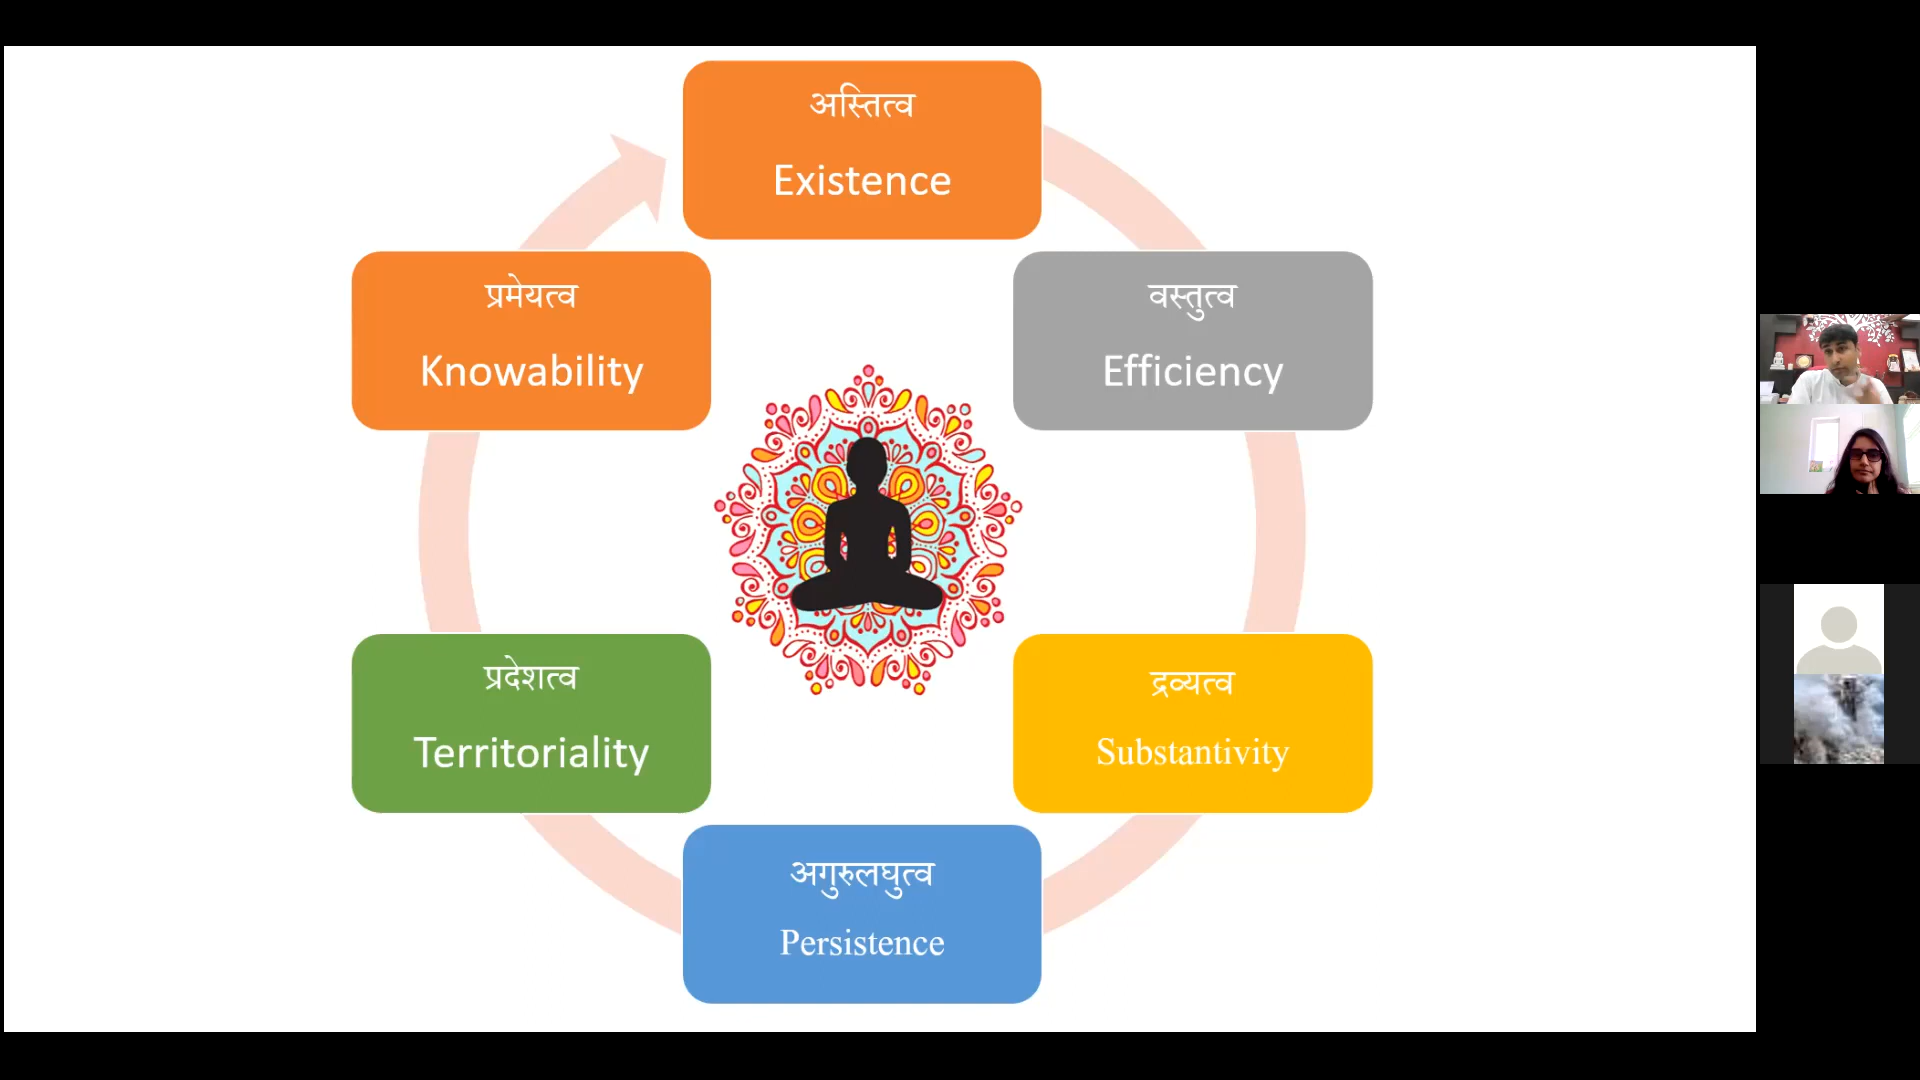 अस्तित्व
Existence
वस्तुत्व
Efficiency
द्रव्यत्व
Substantivity
अगुरुलघुत्व
Persistence
प्रदेशत्व
Territoriality
प्रमेयत्व
Knowability